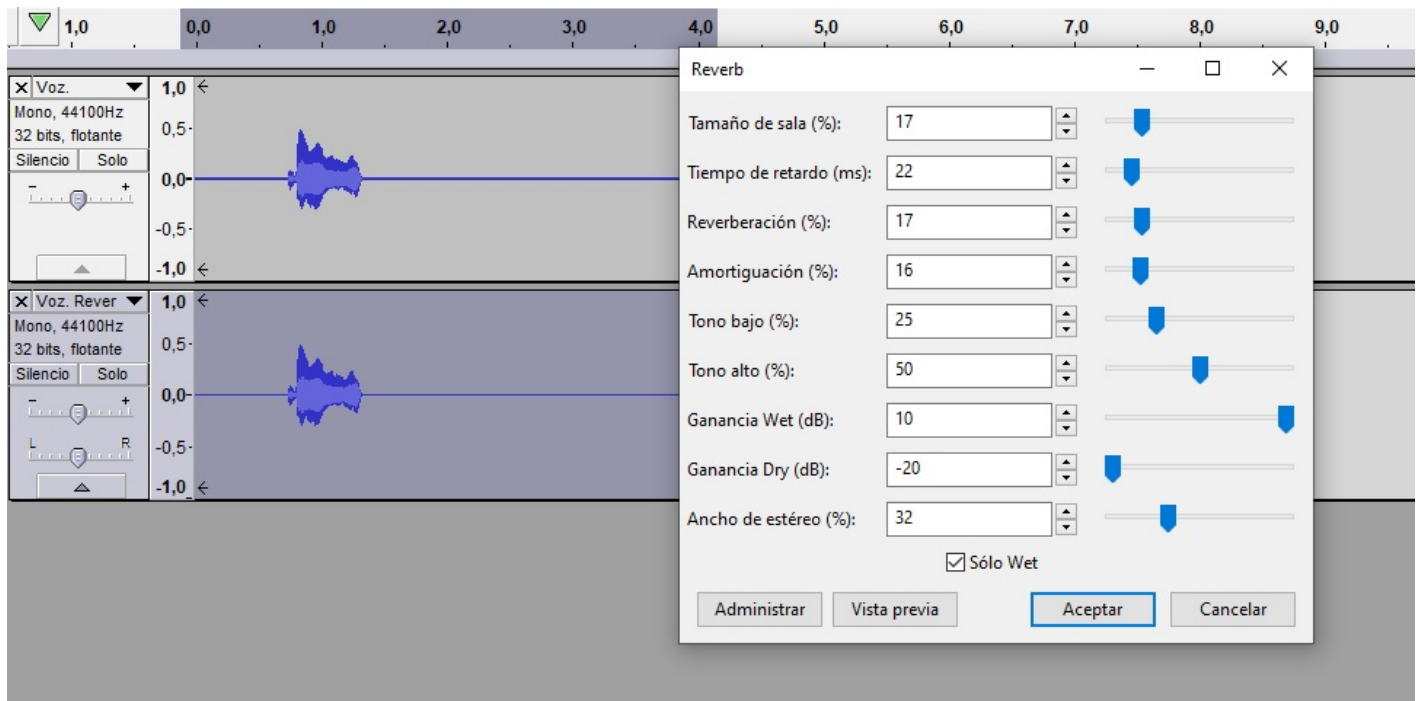 1,0 0,0 1,0 2,0 3,0 4,0 5,0 6,0 7,0 8,0 9,0
X Voz.
Mono, 44100Hz
32 bits, flotante
Silencio Solo
- +
1,0
0,5
0,0
-0,5
-1,0
X Voz. Rever
Mono, 44100Hz
32 bits, flotante
Silencio Solo
- +
L R
1,0
0,5
0,0
-0,5
-1,0
Reverb
Tamaño de sala (%): 17
Tiempo de retardo (ms): 22
Reverberación (%): 17
Amortiguación (%): 16
Tono bajo (%): 25
Tono alto (%): 50
Ganancia Wet (dB): 10
Ganancia Dry (dB): -20
Ancho de estéreo (%): 32
Sólo Wet
Administrar Vista previa Aceptar Cancelar